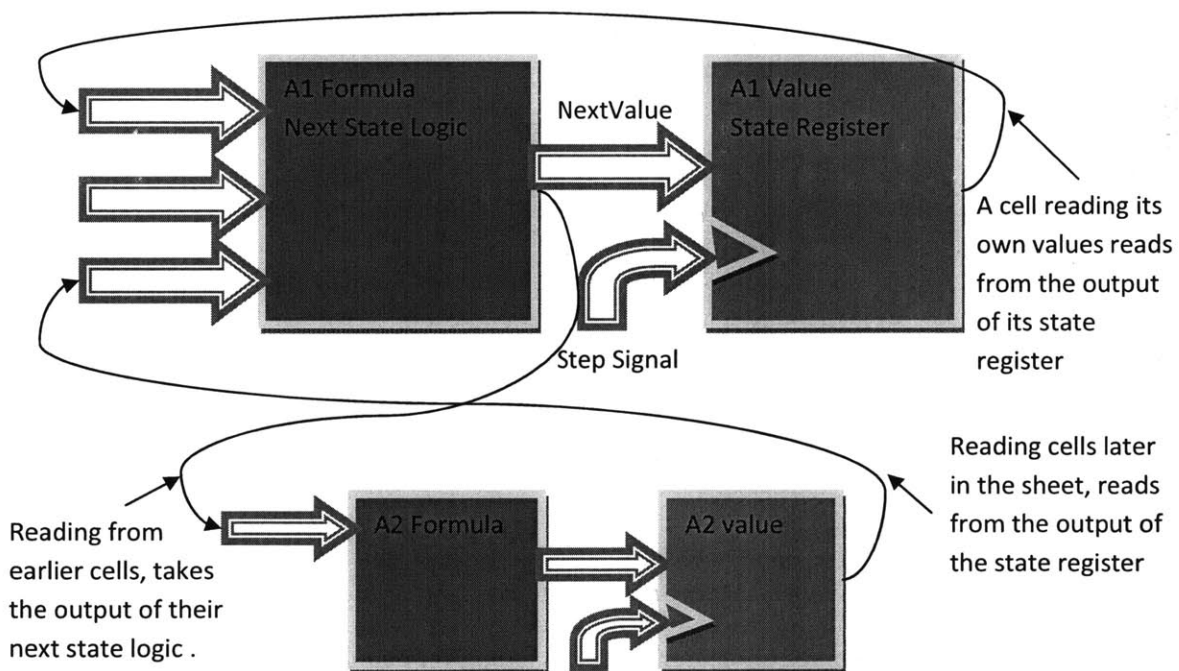 A1 Formula
Next State Logic
NextValue
A1 Value
State Register
Step Signal
A cell reading its
own values reads
from the output
of its state
register
Reading cells later
in the sheet, reads
from the output of
the state register
Reading from
earlier cells, takes
the output of their
next state logic .
A2 Formula
A2 value